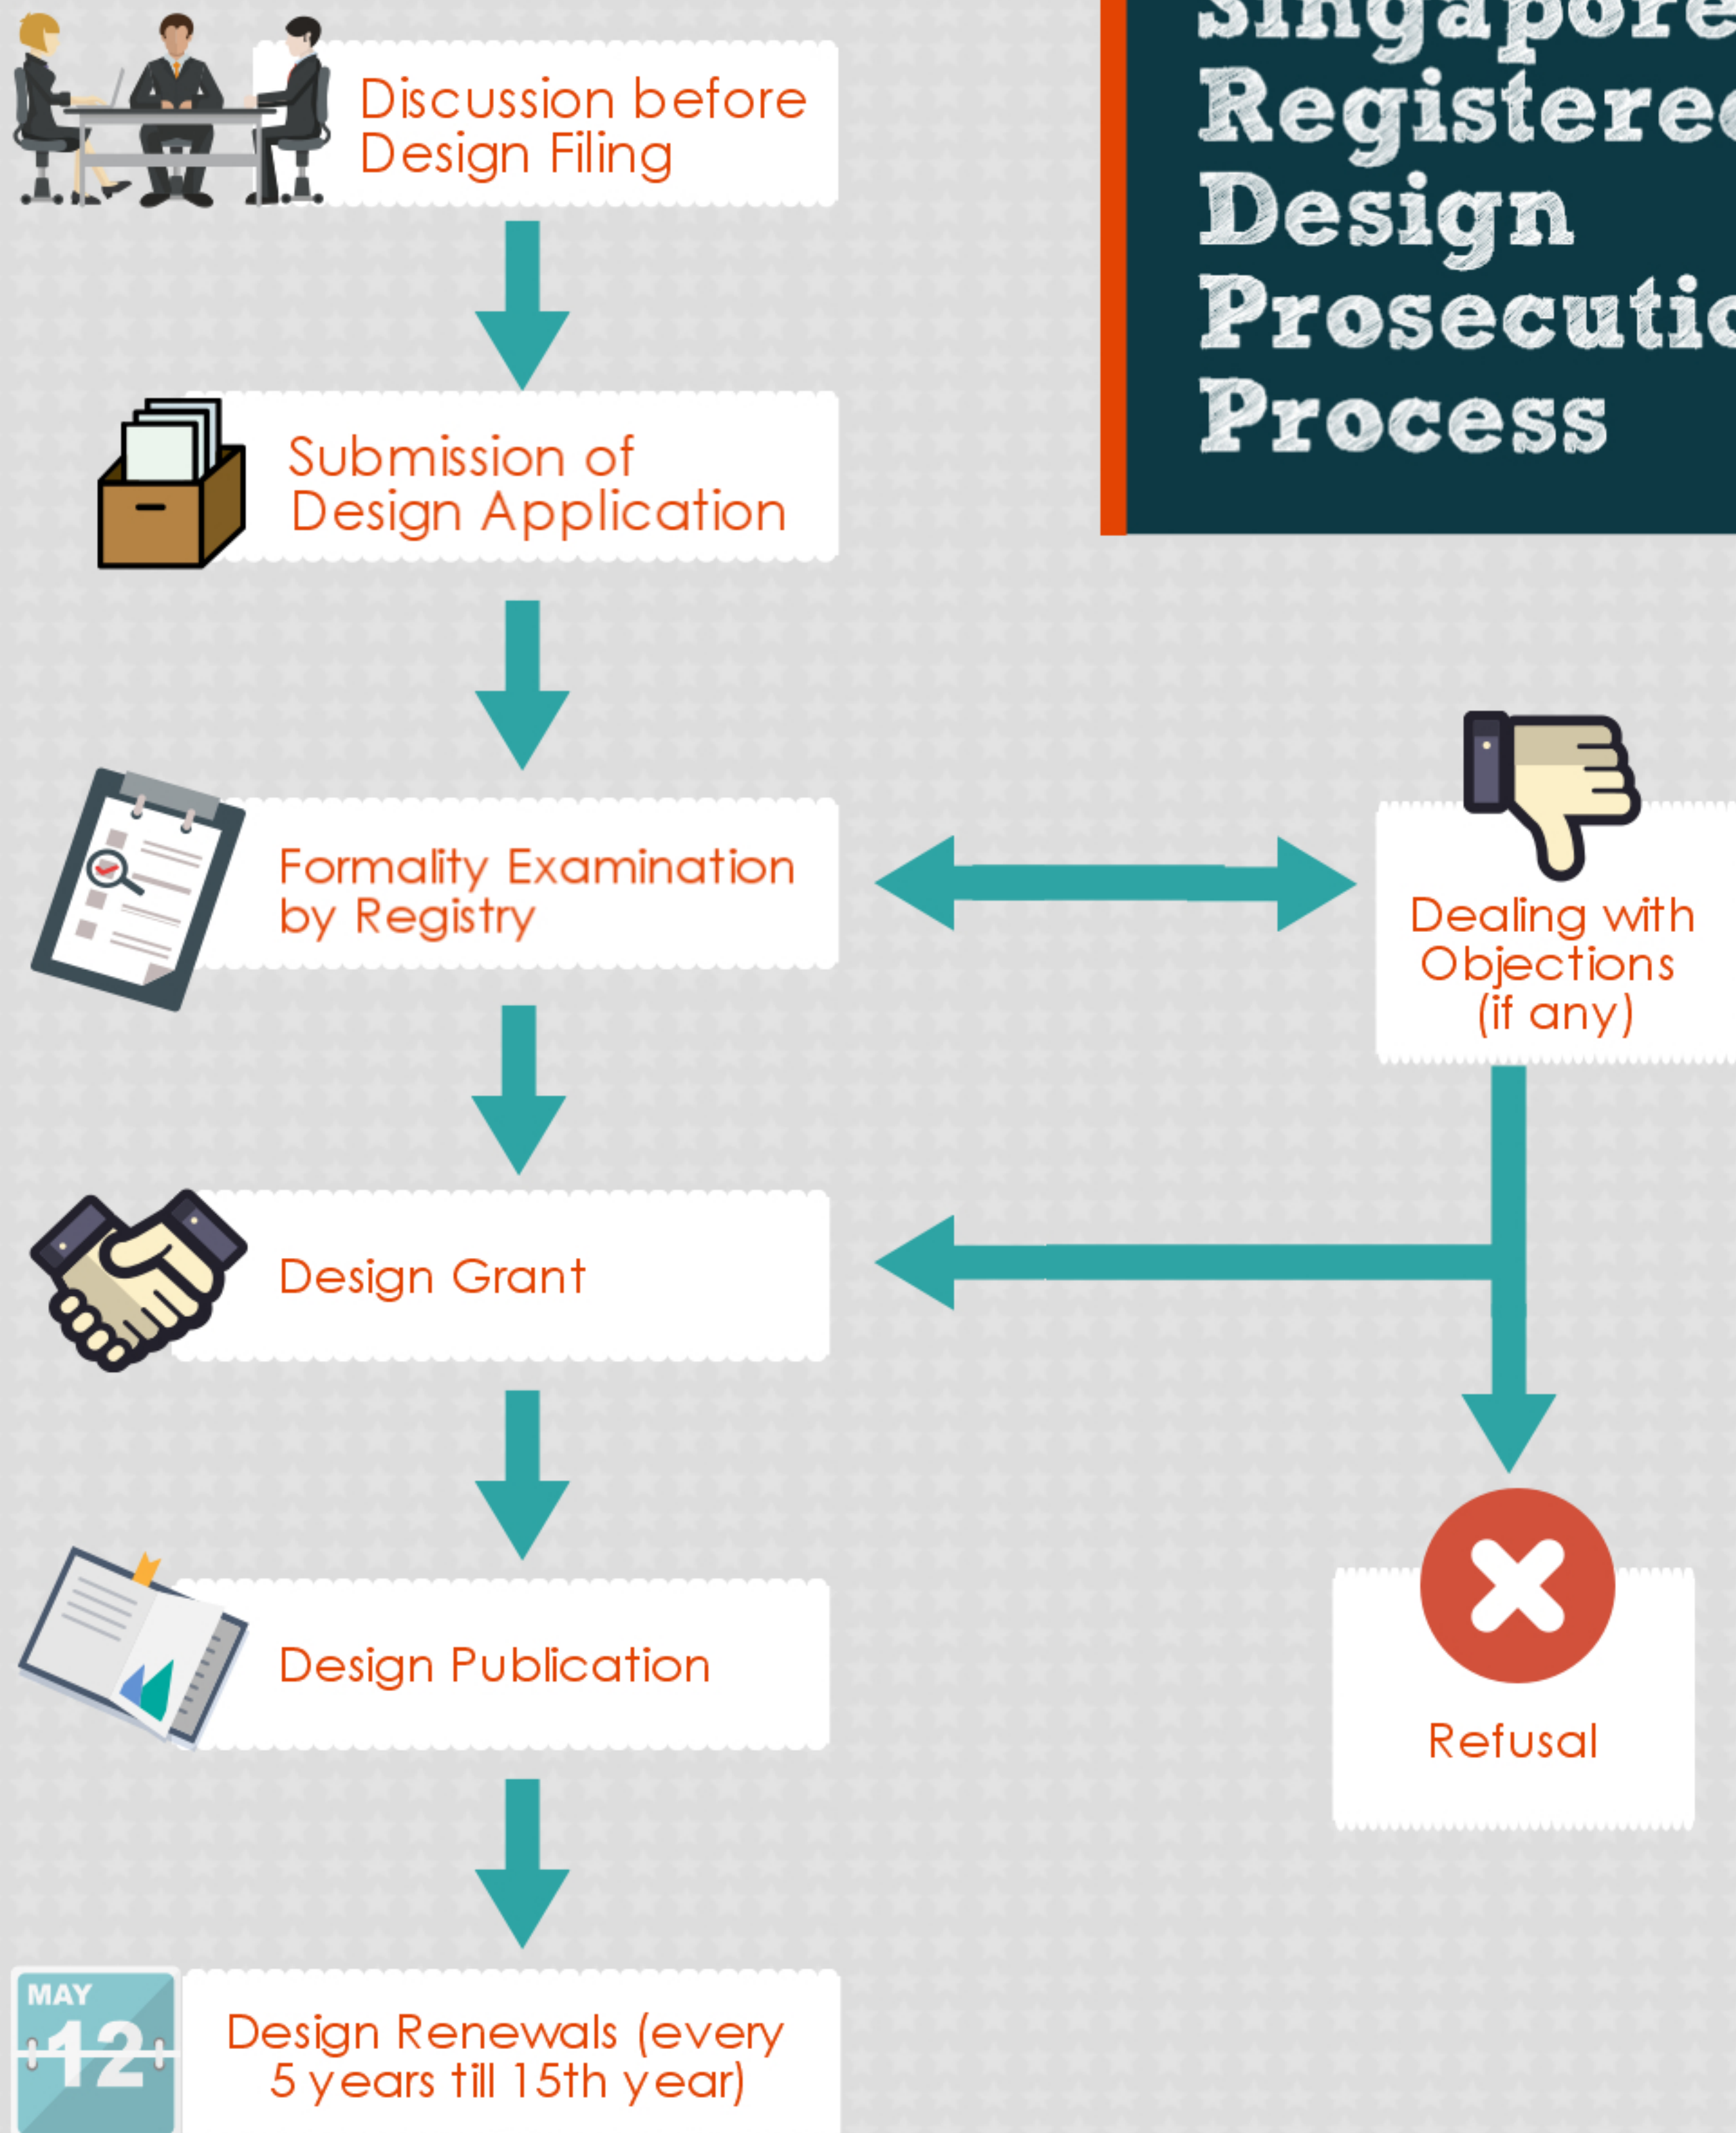 Singapore
Registered
Design
Prosecution
Process
Discussion before
Design Filing
Submission of
Design Application
Formality Examination
by Registry
Dealing with
Objections
(if any)
Design Grant
Design Publication
Refusal
MAY
12
Design Renewals (every
5 years till 15th year)